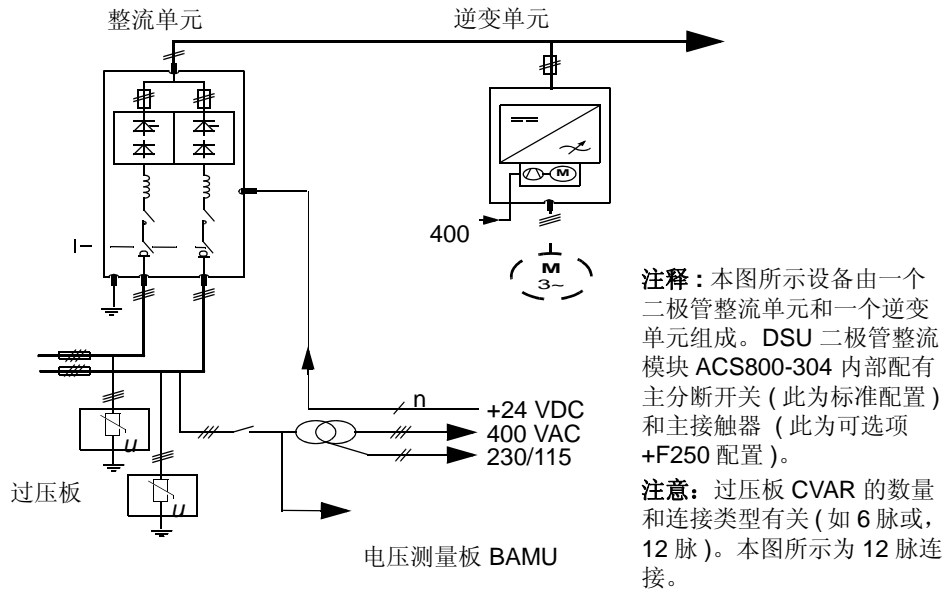 整流单元
逆变单元
M
400
M
3~
I
n
+24 VDC
400 VAC
230/115
u
u
过压板
电压测量板 BAMU
注释 : 本图所示设备由一个
二极管整流单元和一个逆变
单元组成。DSU 二极管整流
模块 ACS800-304 内部配有
主分断开关 ( 此为标准配置 )
和主接触器 ( 此为可选项
+F250 配置 )。
注意：过压板 CVAR 的数量
和连接类型有关 ( 如 6 脉或,
12 脉 )。本图所示为 12 脉连
接。